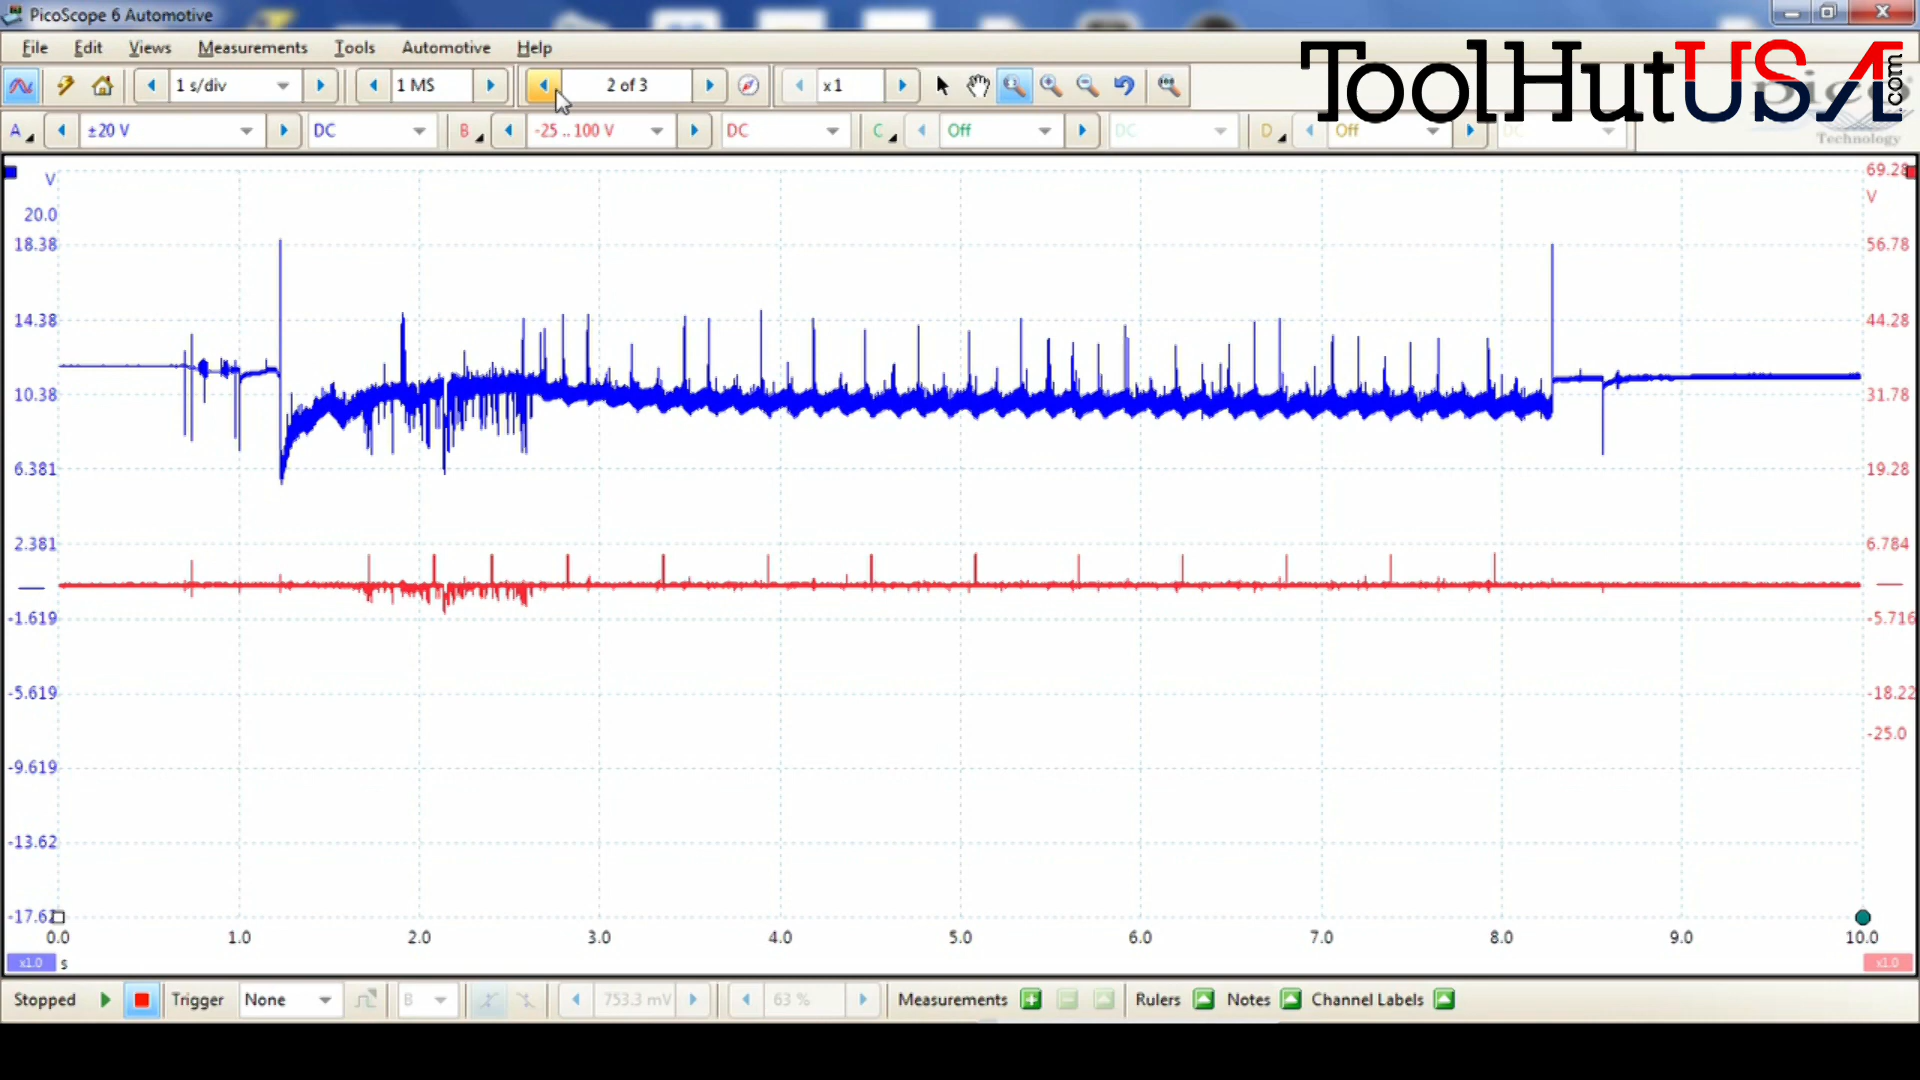 PicoScope 6 Automotive
File Edit Views Measurements Tools Automotive Help
ToolHutUSA.com
1 s/div 1 MS 2 of 3 x1
pico
Technology
A ±20 V DC B -25 .. 100 V DC C Off DC D Off DC
V 69.28
V
20.0
18.38 56.78
14.38 44.28
10.38 31.78
6.381 19.28
2.381 6.784
-1.619 -5.716
-5.619 -18.22
-25.0
-9.619
-13.62
-17.62
0.0 1.0 2.0 3.0 4.0 5.0 6.0 7.0 8.0 9.0 10.0
x1.0 s x1.0
Stopped Trigger None B 753.3 mV 63 % Measurements Rulers Notes Channel Labels